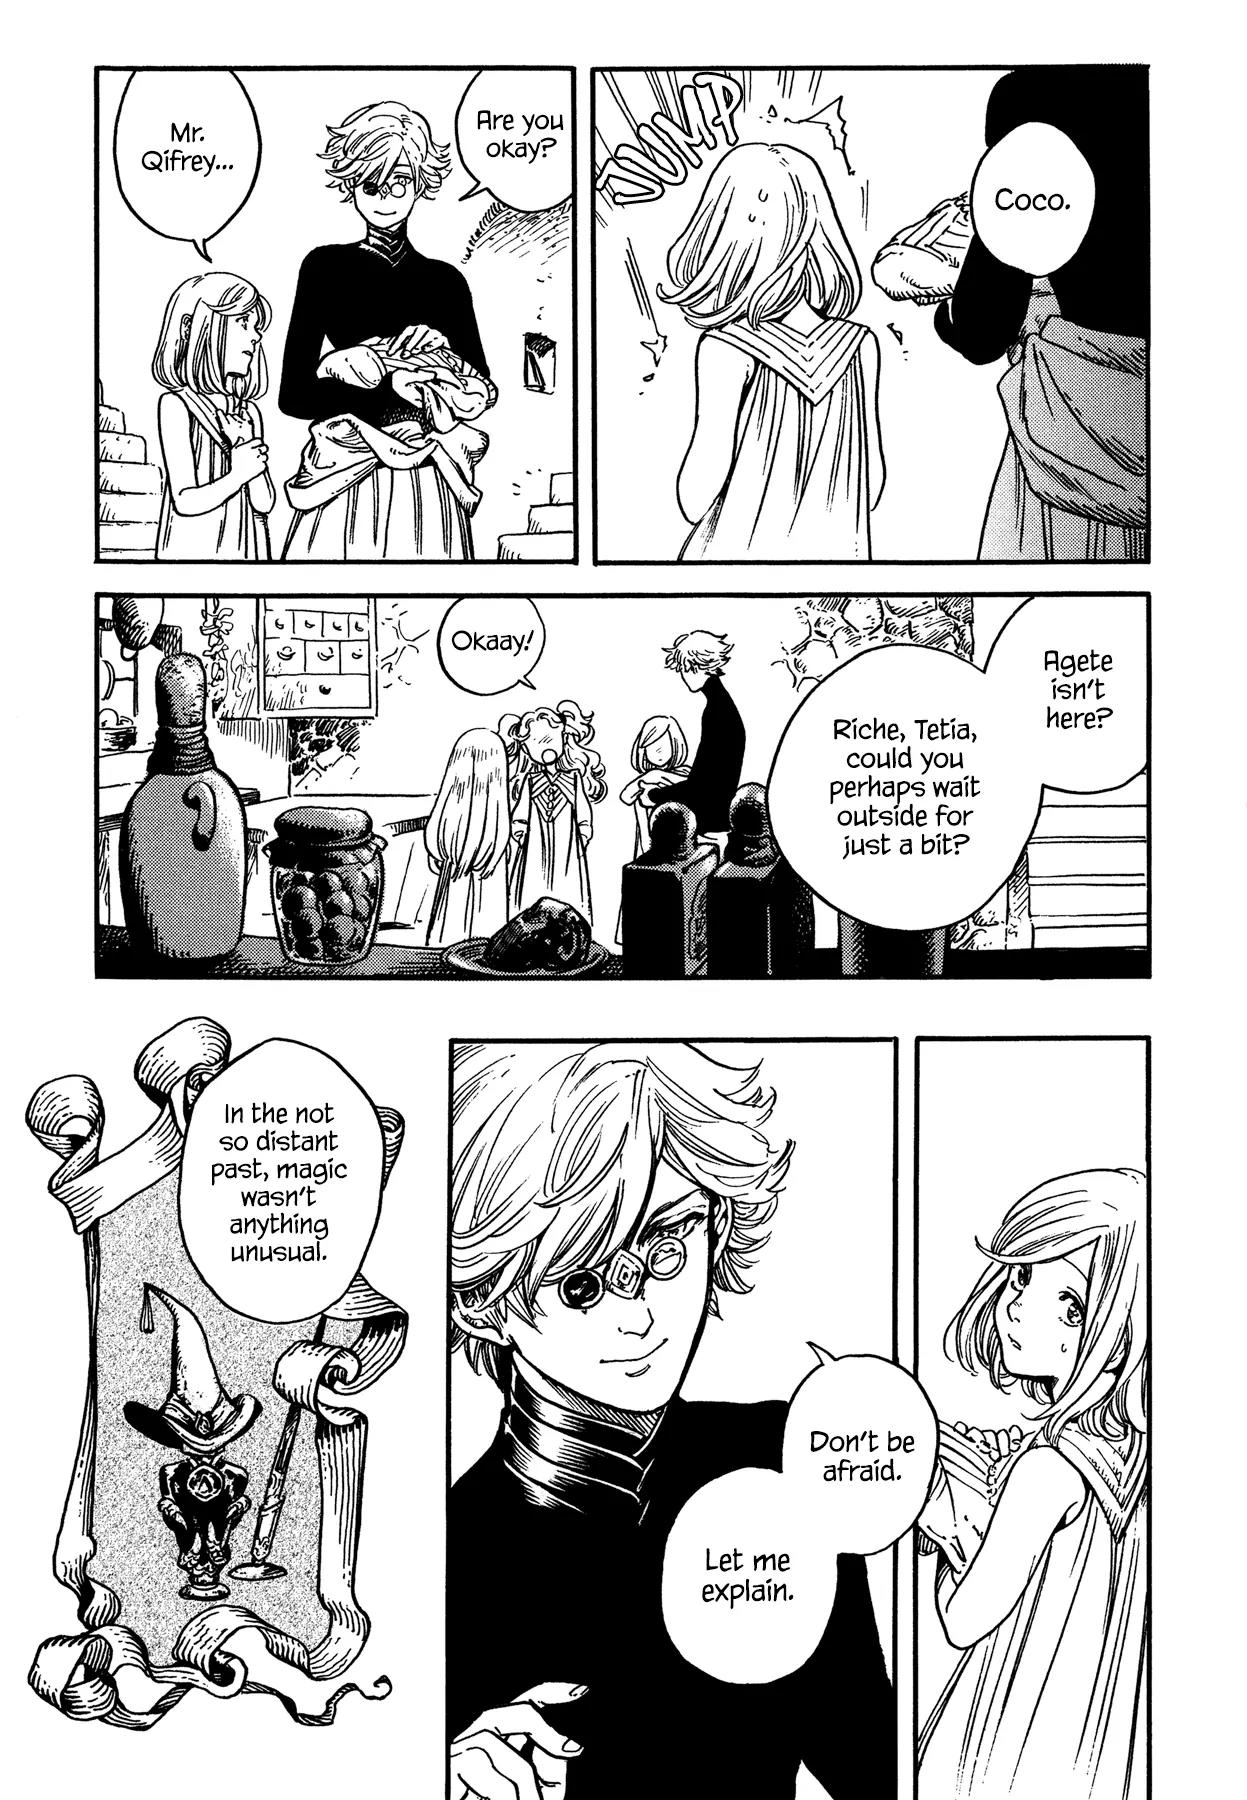 Coco.
JUMP
Are you
okay?
Mr.
Qifrey...
Agete
isn't
here?
Riche, Tetia,
could you
perhaps wait
outside for
just a bit?
Okaay!
Don't be
afraid.
Let me
explain.
In the not
so distant
past, magic
wasn't
anything
unusual.